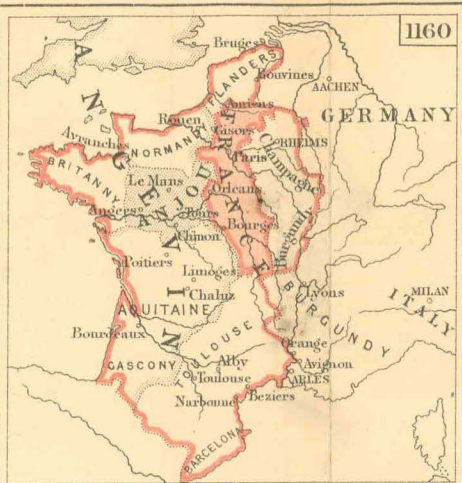 1160
Bruges
FLANDERS
Bouvines
AACHEN
GERMANY
Amiens
Rouen
Gisors
RHEIMS
Avranches
NORMANY
Paris
Champagne
BRITANNY
Le Mans
Orleans
ANJOU
FRANCE
Angers
Tours
Bourges
Chinon
Burgundy
ANGEVIN
Poitiers
Limoges
Chaluz
Lyons
MILAN
AQUITAINE
BURGUNDY
ITALY
Bourdeaux
TOULOUSE
Orange
GASCONY
Alby
Avignon
Toulouse
ARLES
Narbonne
Beziers
BARCELONA